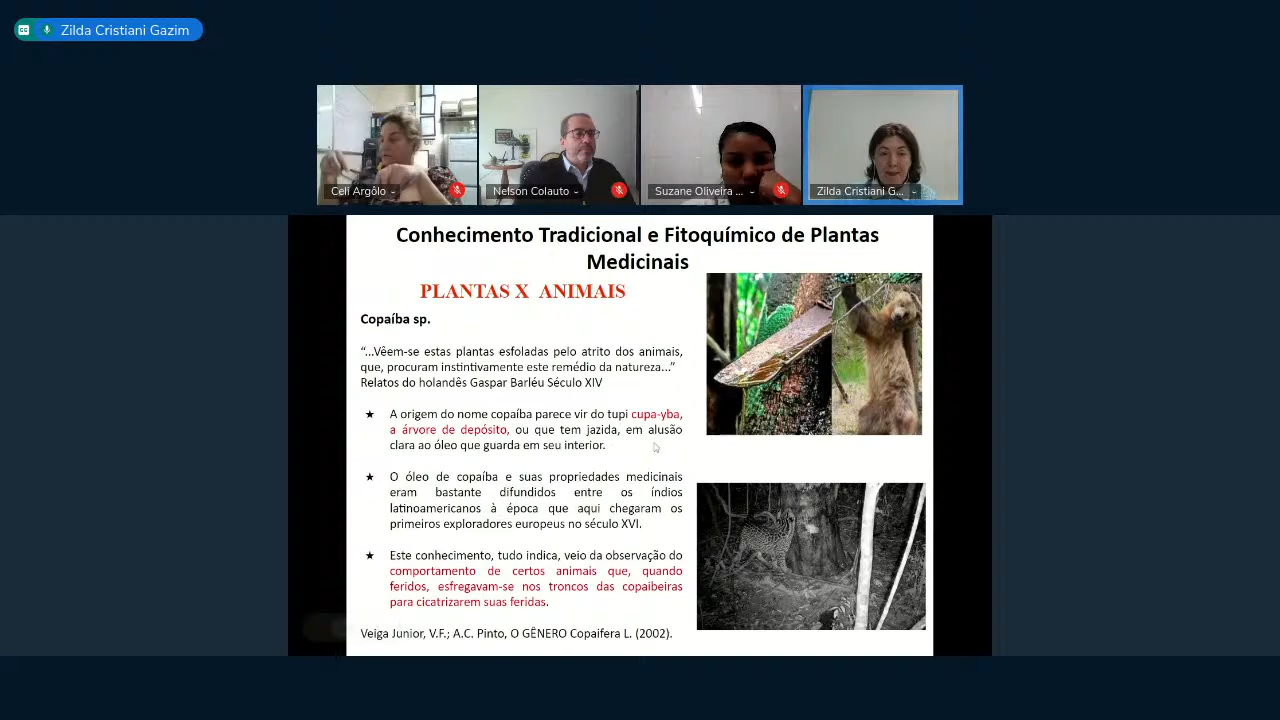 Zilda Cristiani Gazim
Celi Argôlo
Nelson Colauto
Suzane Oliveira ...
Zilda Cristiani G...
Conhecimento Tradicional e Fitoquímico de Plantas
Medicinais
PLANTAS X ANIMAIS
Copaíba sp.
“...Vêem-se estas plantas esfoladas pelo atrito dos animais,
que, procuram instintivamente este remédio da natureza...”
Relatos do holandês Gaspar Barléu Século XIV
★ A origem do nome copaíba parece vir do tupi cupa-yba,
a árvore de depósito, ou que tem jazida, em alusão
clara ao óleo que guarda em seu interior.
★ O óleo de copaíba e suas propriedades medicinais
eram bastante difundidos entre os índios
latinoamericanos à época que aqui chegaram os
primeiros exploradores europeus no século XVI.
★ Este conhecimento, tudo indica, veio da observação do
comportamento de certos animais que, quando
feridos, esfregavam-se nos troncos das copaibeiras
para cicatrizarem suas feridas.
Veiga Junior, V.F.; A.C. Pinto, O GÊNERO Copaifera L. (2002).